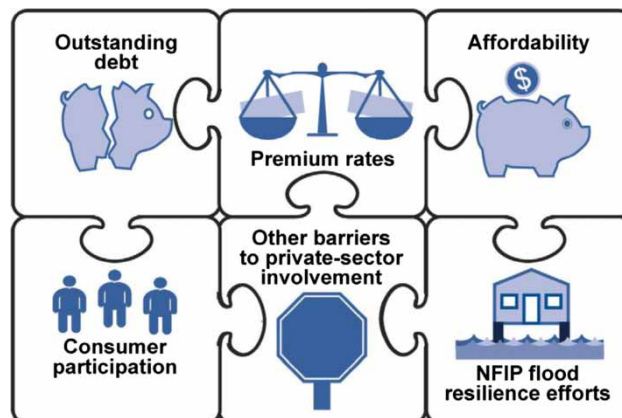 Outstanding
debt
Premium rates
Affordability
$
Consumer
participation
Other barriers
to private-sector
involvement
NFIP flood
resilience efforts